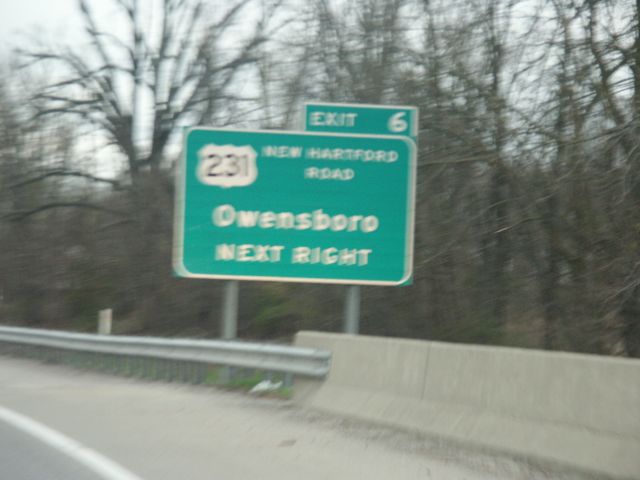 EXIT 6
231 NEW HARTFORD
ROAD
Owensboro
NEXT RIGHT